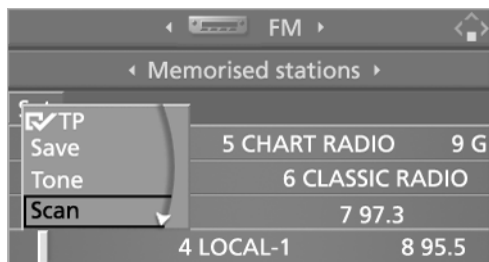 FM
Memorised stations
TP
Save
5 CHART RADIO 9 G
Tone
6 CLASSIC RADIO
Scan
7 97.3
4 LOCAL-1 8 95.5